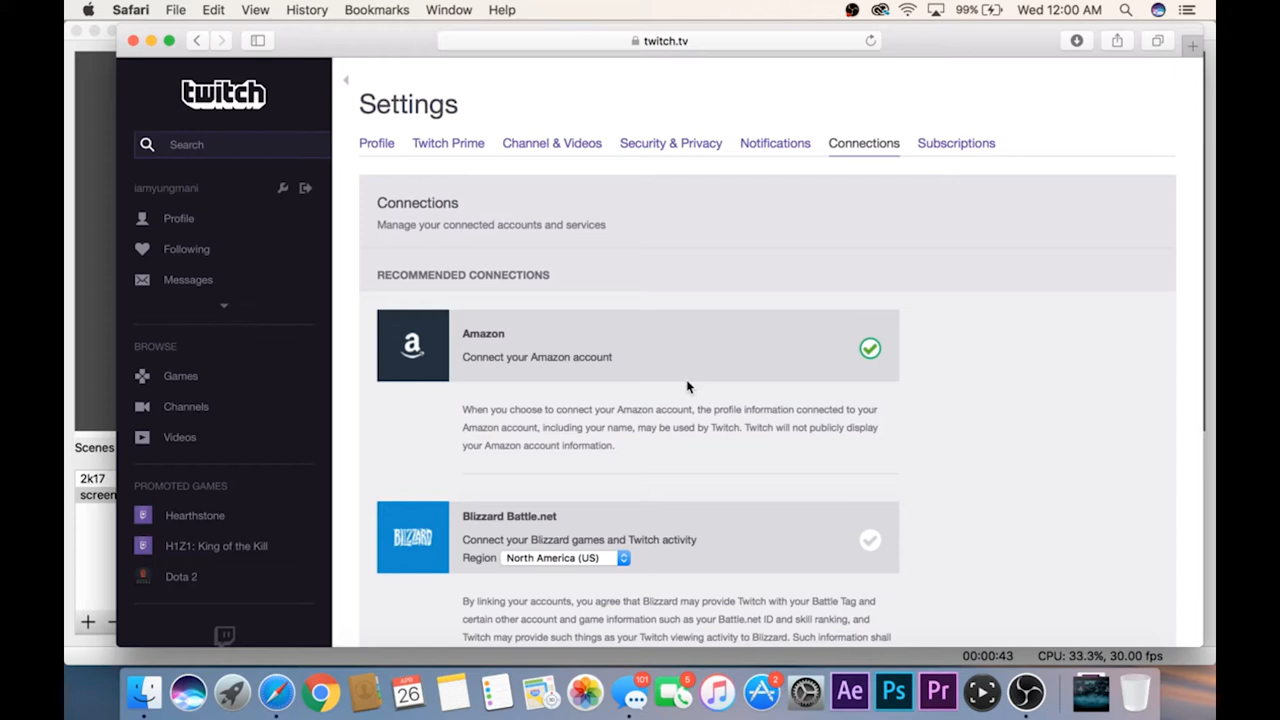 Safari File Edit View History Bookmarks Window Help 99% Wed 12:00 AM
twitch.tv
twitch
Search
iamyungmani
Profile
Following
Messages
BROWSE
Games
Channels
Videos
PROMOTED GAMES
Hearthstone
H1Z1: King of the Kill
Dota 2
Settings
Profile Twitch Prime Channel & Videos Security & Privacy Notifications Connections Subscriptions
Connections
Manage your connected accounts and services
RECOMMENDED CONNECTIONS
a
Amazon
Connect your Amazon account
When you choose to connect your Amazon account, the profile information connected to your
Amazon account, including your name, may be used by Twitch. Twitch will not publicly display
your Amazon account information.
BLIZZARD
Blizzard Battle.net
Connect your Blizzard games and Twitch activity
Region North America (US)
By linking your accounts, you agree that Blizzard may provide Twitch with your Battle Tag and
certain other account and game information such as your Battle.net ID and skill ranking, and
Twitch may provide such things as your Twitch viewing activity to Blizzard. Such information shall
Scenes
2k17
screen
00:00:43 CPU: 33.3%, 30.00 fps
APR
26
101
5
2
Ae
Ps
Pr